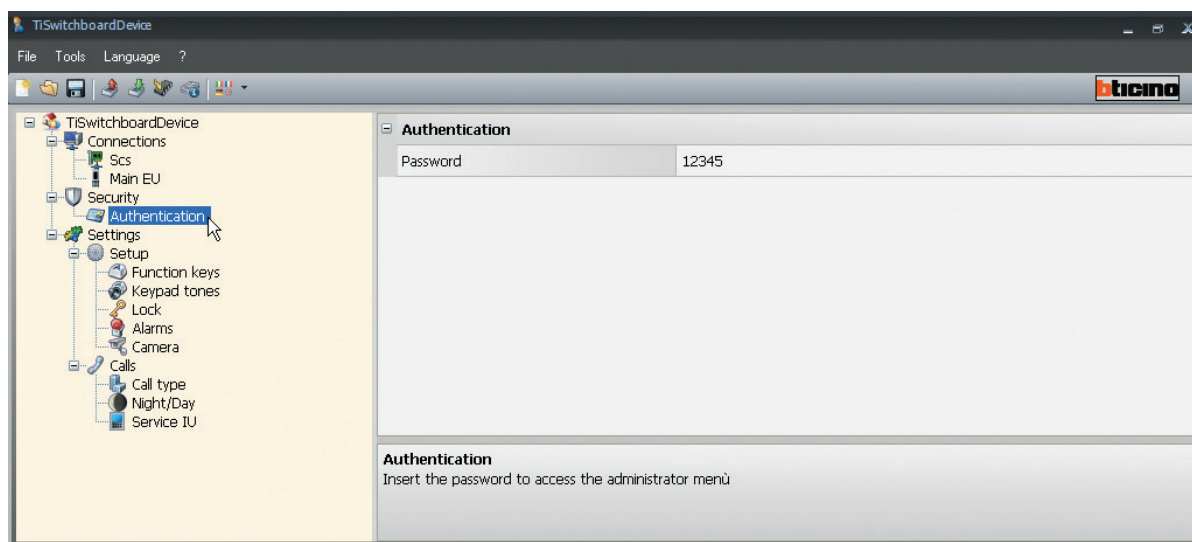 TiSwitchboardDevice
File Tools Language ?
bticino
TiSwitchboardDevice
Connections
Scs
Main EU
Security
Authentication
Settings
Setup
Function keys
Keypad tones
Lock
Alarms
Camera
Calls
Call type
Night/Day
Service IU
Authentication
Password 12345
Authentication
Insert the password to access the administrator menù